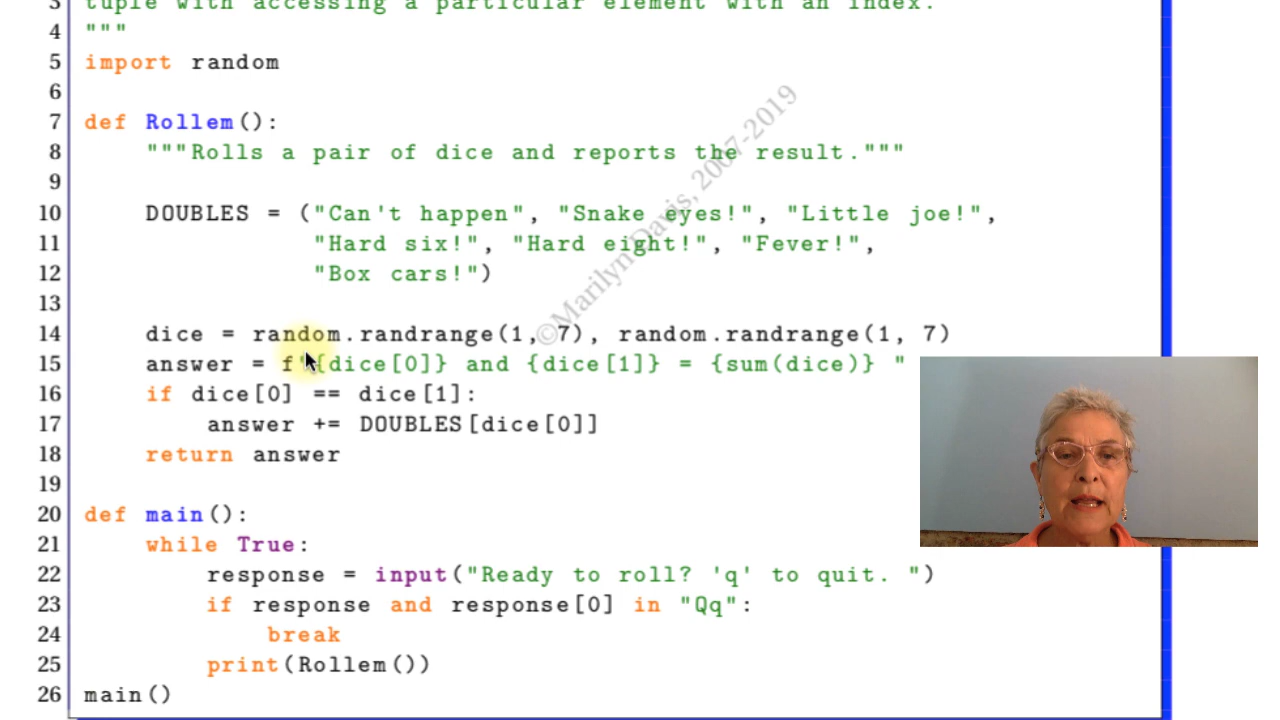 3 tuple with accessing a particular element with an index.
4 """
5 import random
6
7 def Rollem():
8 """Rolls a pair of dice and reports the result."""
9
10 DOUBLES = ("Can't happen", "Snake eyes!", "Little joe!",
11 "Hard six!", "Hard eight!", "Fever!",
12 "Box cars!")
13
14 dice = random.randrange(1, 7), random.randrange(1, 7)
15 answer = f"{dice[0]} and {dice[1]} = {sum(dice)} "
16 if dice[0] == dice[1]:
17 answer += DOUBLES[dice[0]]
18 return answer
19
20 def main():
21 while True:
22 response = input("Ready to roll? 'q' to quit. ")
23 if response and response[0] in "Qq":
24 break
25 print(Rollem())
26 main()
©Marilyn Davis, 2007-2019